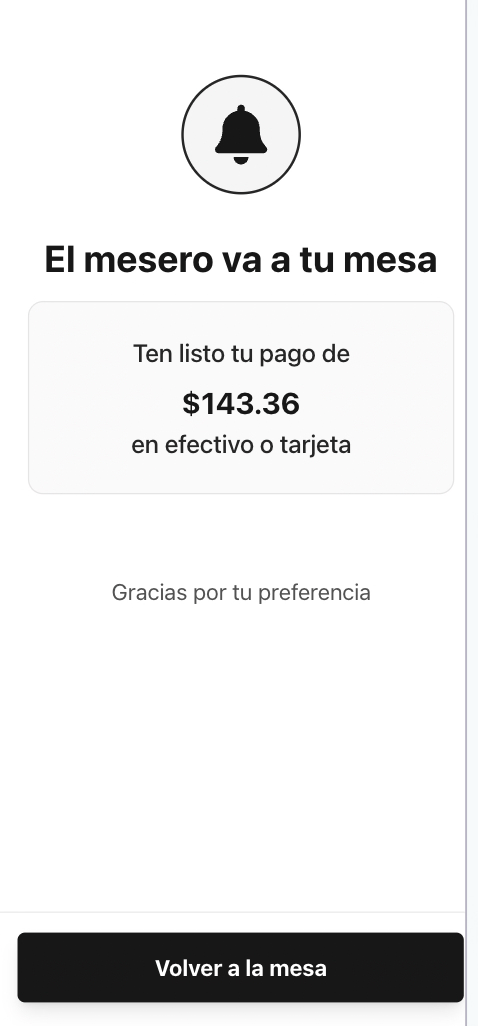 El mesero va a tu mesa
Ten listo tu pago de
$143.36
en efectivo o tarjeta
Gracias por tu preferencia
Volver a la mesa